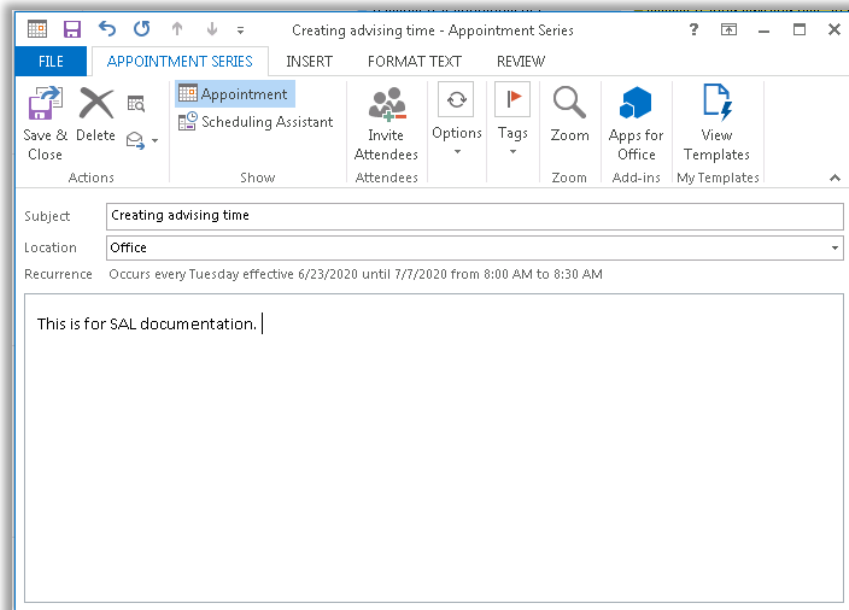 Creating advising time - Appointment Series
?
FILE APPOINTMENT SERIES INSERT FORMAT TEXT REVIEW
Save & Close
Delete
Actions
Appointment
Scheduling Assistant
Show
Invite Attendees
Attendees
Options
Tags
Zoom
Zoom
Apps for Office
Add-ins
View Templates
My Templates
Subject Creating advising time
Location Office
Recurrence Occurs every Tuesday effective 6/23/2020 until 7/7/2020 from 8:00 AM to 8:30 AM
This is for SAL documentation.